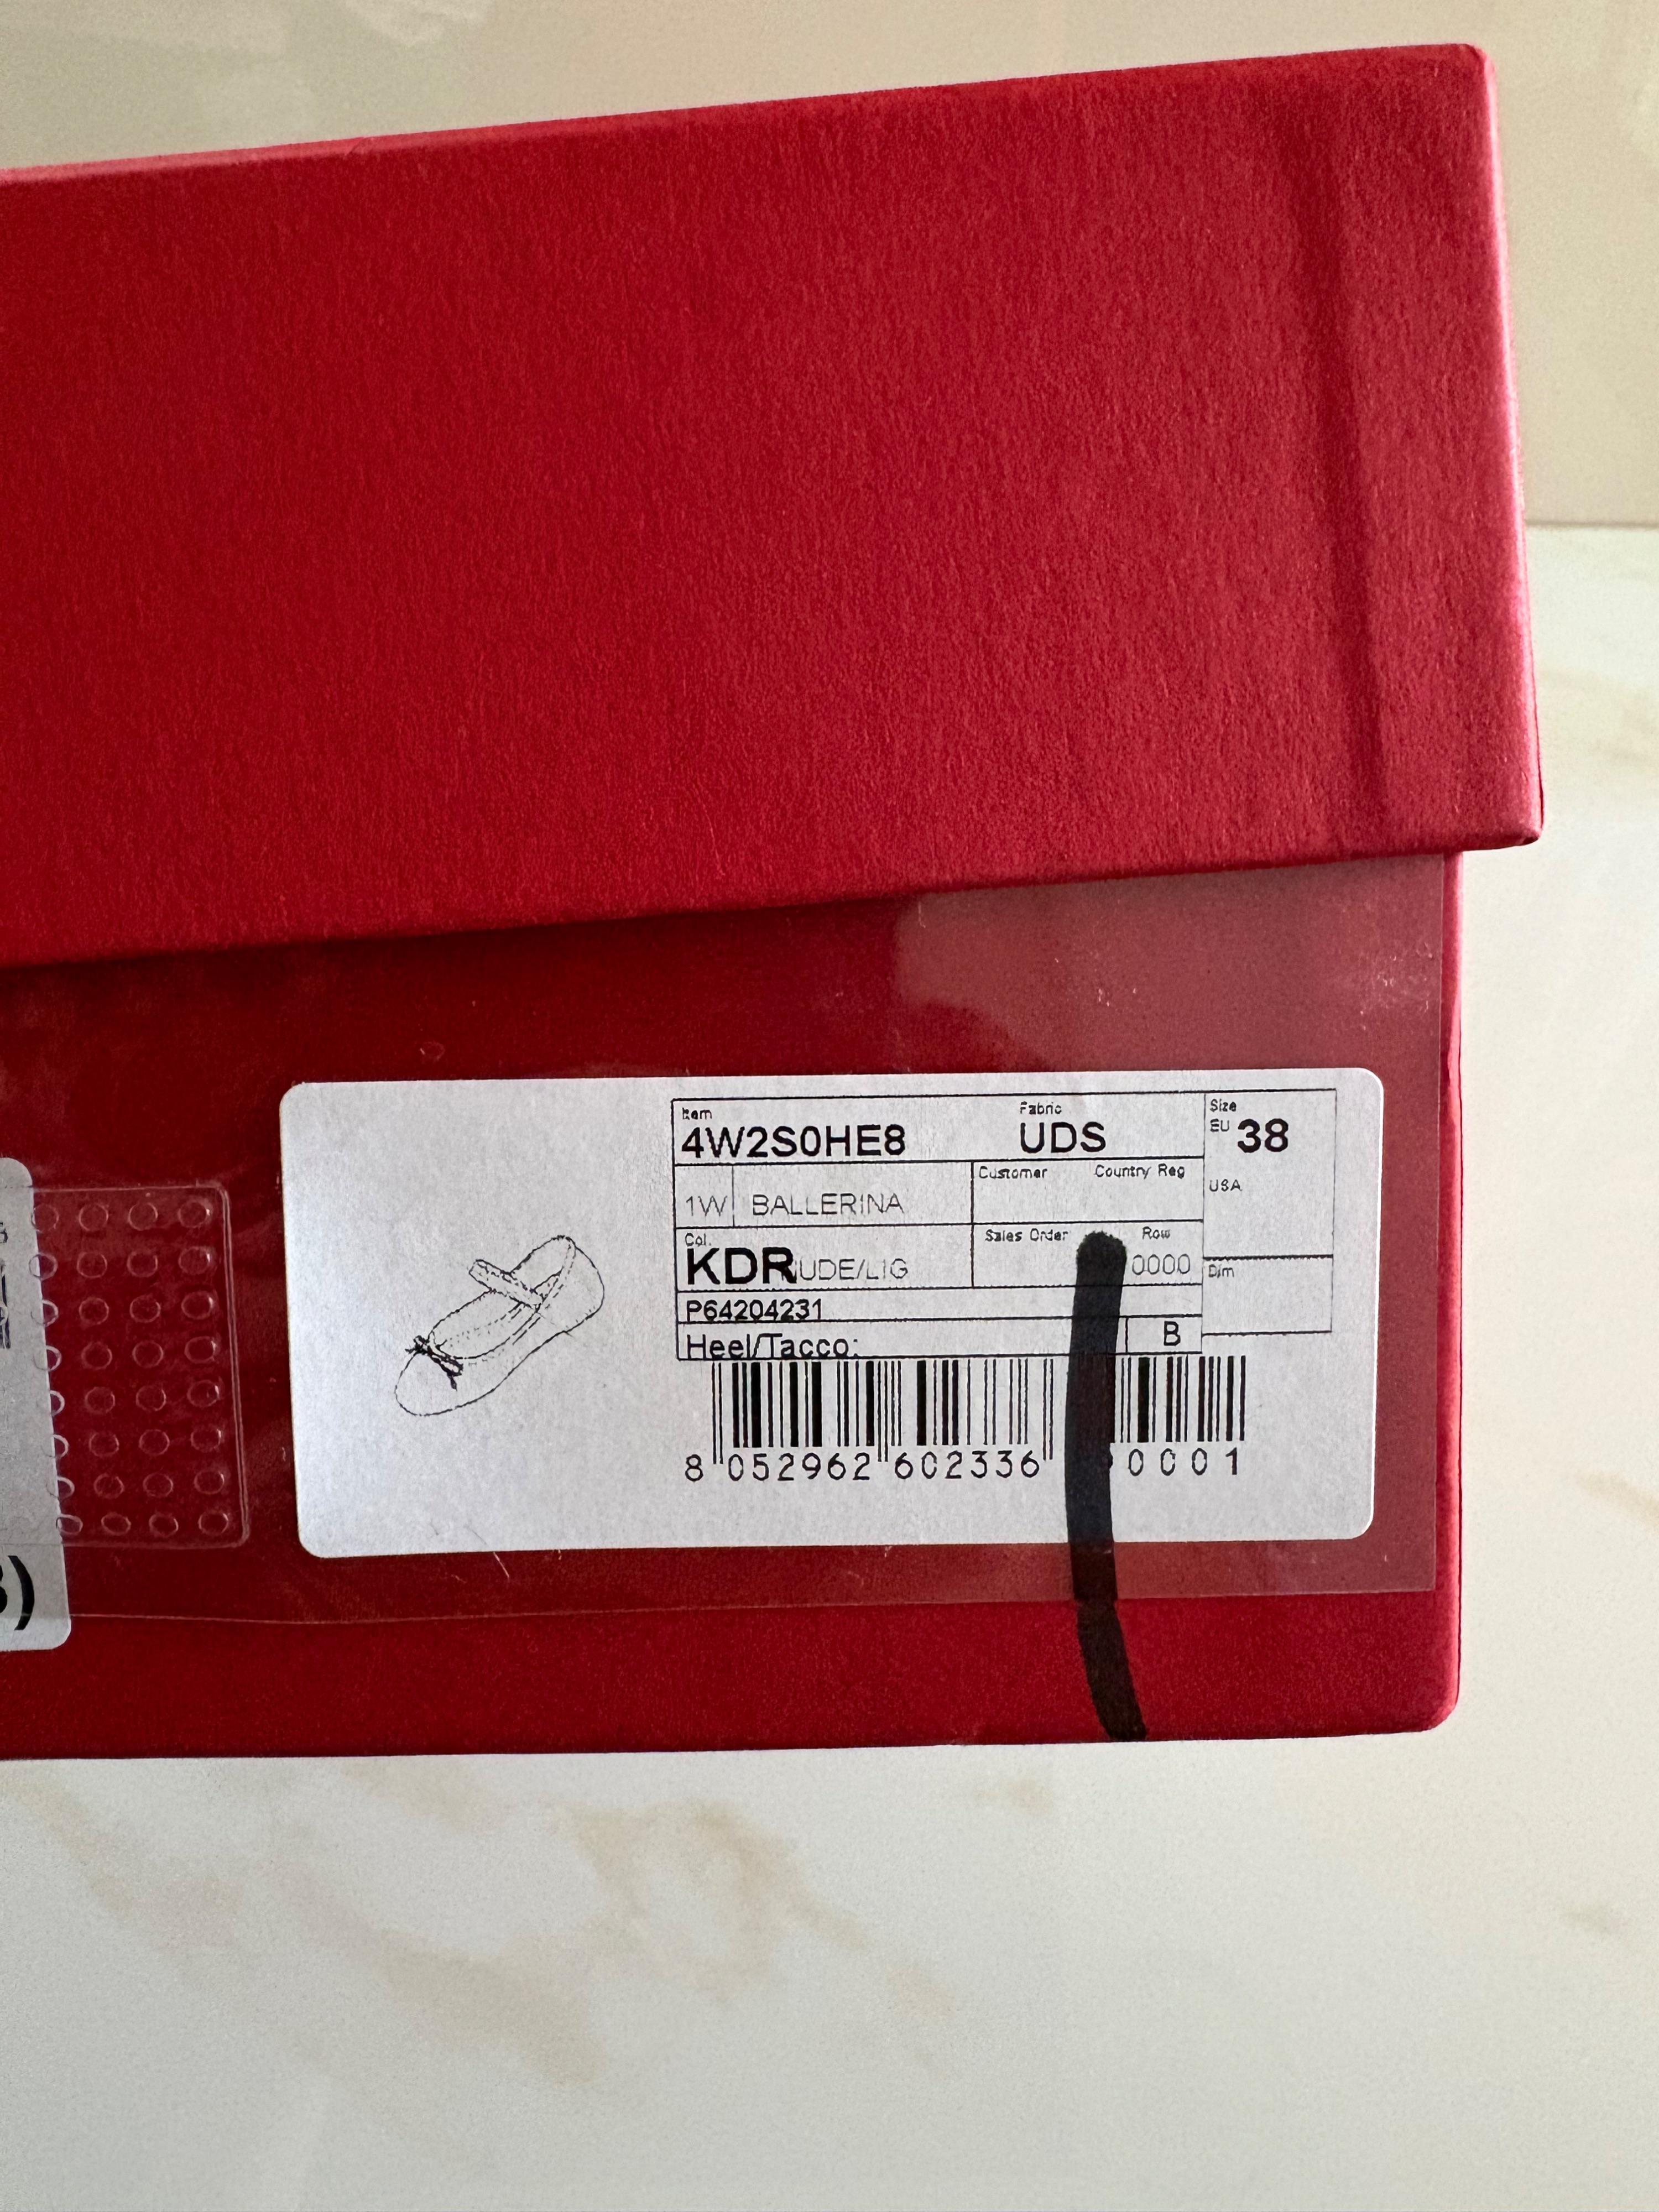 Item Fabric Size
4W2S0HE8 UDS EU 38
Customer Country Reg USA
1W BALLERINA
Col. Sales Order Row
KDR UDE/LIG 0000 Dim
P64204231
Heel/Tacco: B
8 052962 602336 0001
8)